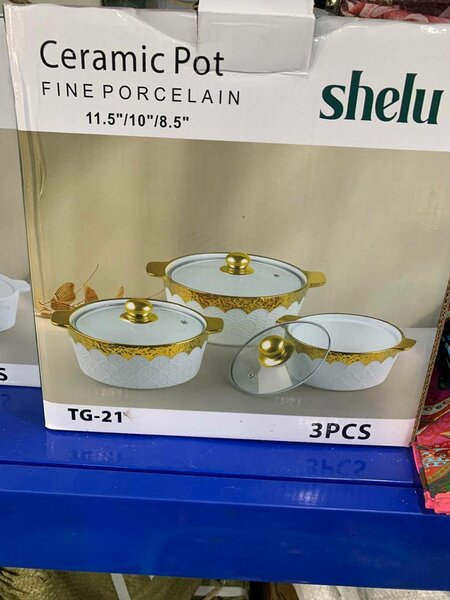 Ceramic Pot
FINE PORCELAIN
11.5"/10"/8.5"
shelu
TG-21
3PCS
S